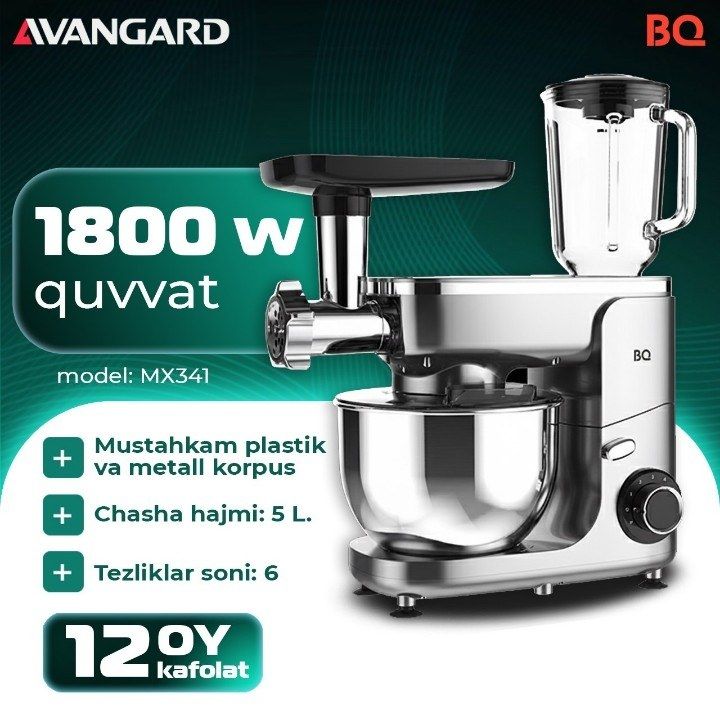 AVANGARD
BQ
1800 w
quvvat
model: MX341
BQ
Mustahkam plastik
va metall korpus
Chasha hajmi: 5 L.
Tezliklar soni: 6
12 OY
kafolat